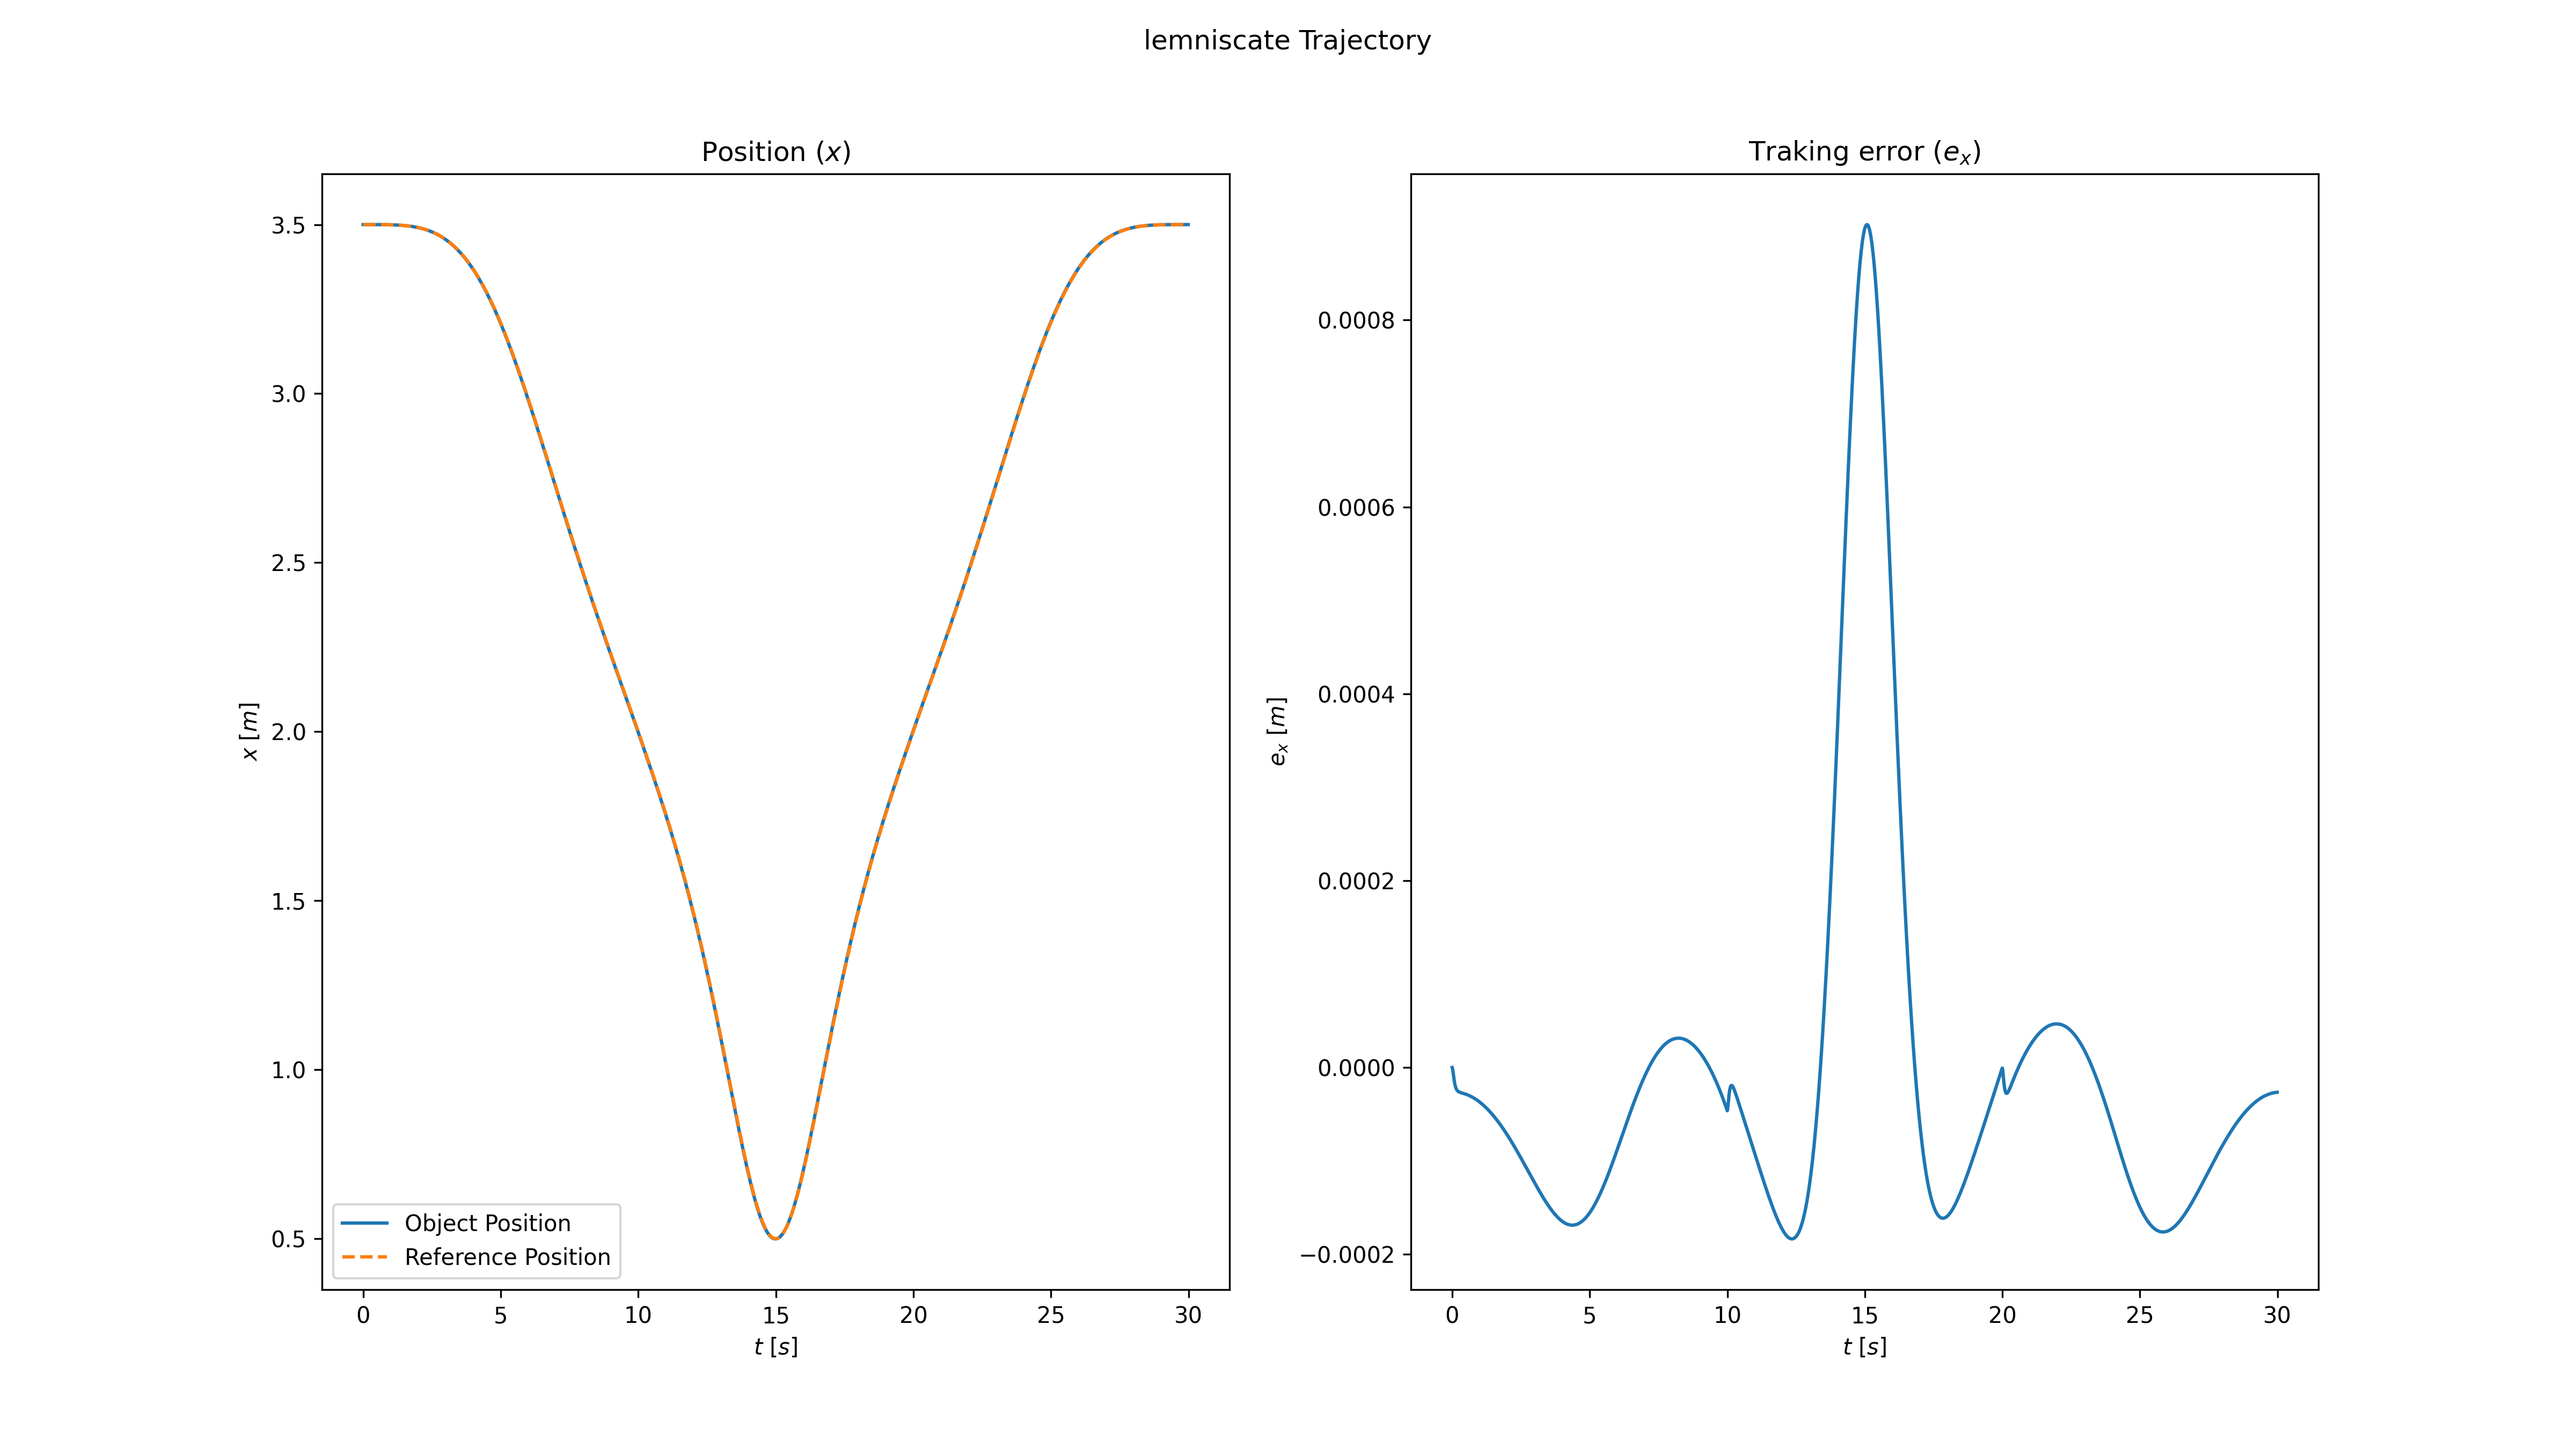 lemniscate Trajectory
Position (x)
3.5
3.0
2.5
2.0
1.5
1.0
0.5
x [m]
Object Position
Reference Position
0 5 10 15 20 25 30
t [s]
Traking error (eₓ)
0.0008
0.0006
0.0004
0.0002
0.0000
−0.0002
eₓ [m]
0 5 10 15 20 25 30
t [s]